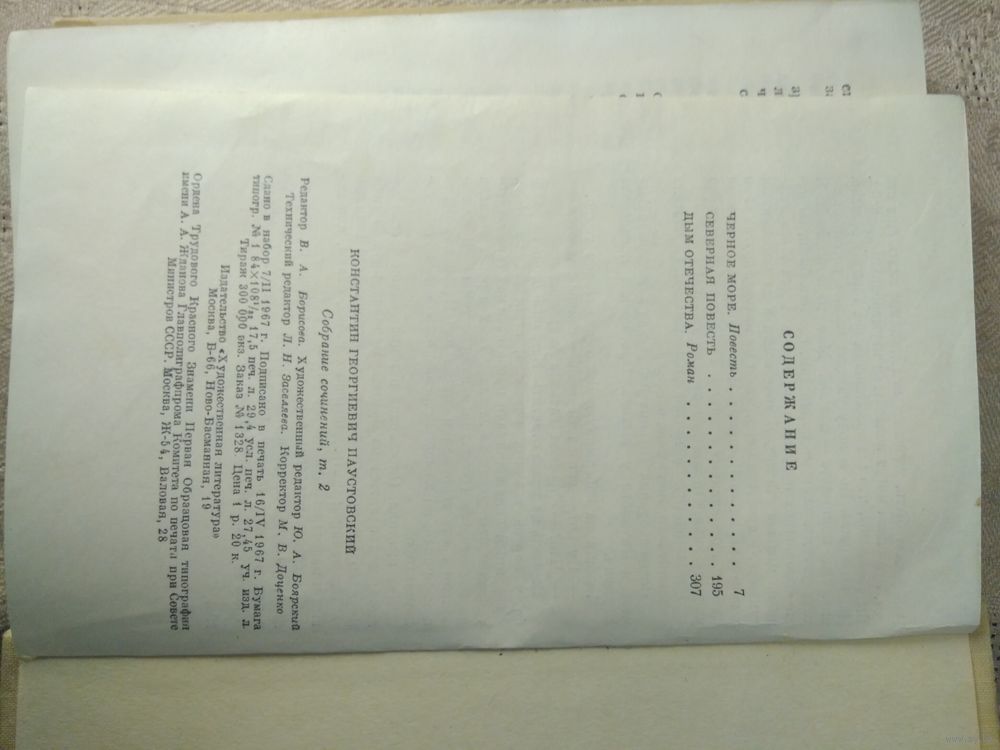 СОДЕРЖАНИЕ
ЧЕРНОЕ МОРЕ. Повесть . . . . . . . . . . . . . 7
СЕВЕРНАЯ ПОВЕСТЬ . . . . . . . . . . . . . 195
ДЫМ ОТЕЧЕСТВА. Роман . . . . . . . . . . . . 307
КОНСТАНТИН ГЕОРГИЕВИЧ ПАУСТОВСКИЙ
Собрание сочинений, т. 2
Редактор В. А. Борисова. Художественный редактор Ю. А. Боярский
Технический редактор Л. Н. Заселяева. Корректор М. В. Доценко
Сдано в набор 7/II 1967 г. Подписано в печать 16/IV 1967 г. Бумага
типогр. № 1 84×108¹/₃₂ 17,5 печ. л. 29,4 усл. печ. л. 27,45 уч. изд. л.
Тираж 300 000 экз. Заказ № 1328 Цена 1 р. 20 к.
Издательство «Художественная литература»
Москва, В-66, Ново-Басманная, 19
Ордена Трудового Красного Знамени Первая Образцовая типография
имени А. А. Жданова Главполиграфпрома Комитета по печати при Совете
Министров СССР. Москва, Ж-54, Валовая, 28